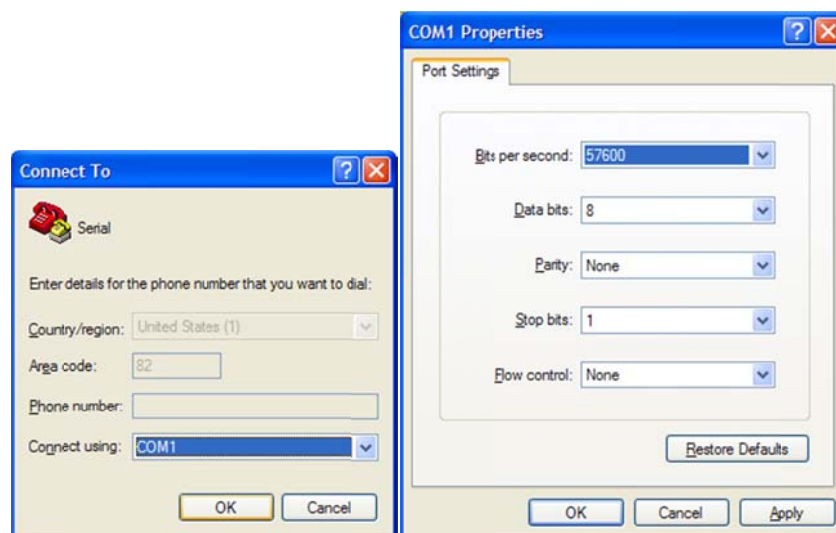 Connect To
Serial
Enter details for the phone number that you want to dial:
Country/region: United States (1)
Area code: 82
Phone number:
Connect using: COM1
OK Cancel
COM1 Properties
Port Settings
Bits per second: 57600
Data bits: 8
Parity: None
Stop bits: 1
Flow control: None
Restore Defaults
OK Cancel Apply